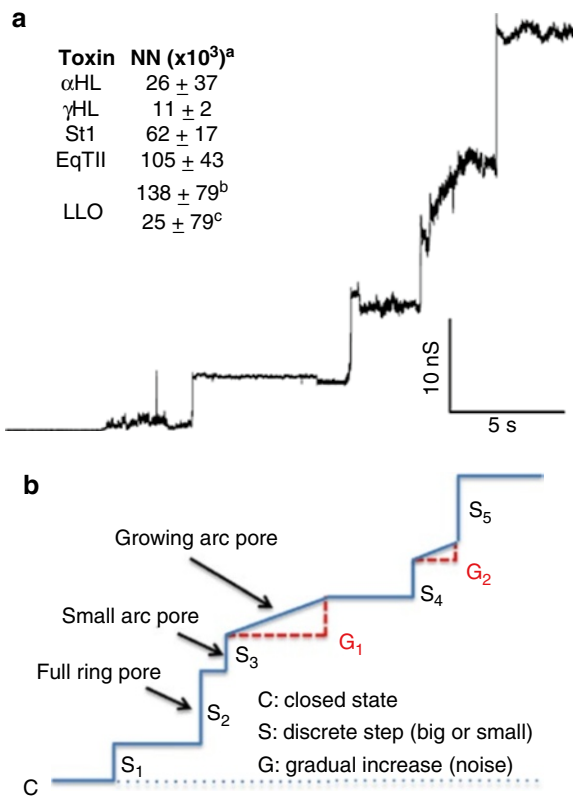 a
Toxin NN (x10³)ᵃ
αHL 26 ± 37
γHL 11 ± 2
St1 62 ± 17
EqTII 105 ± 43
LLO 138 ± 79ᵇ
25 ± 79ᶜ
10 nS
5 s
b
Growing arc pore
Small arc pore
Full ring pore
S₅
G₂
S₄
G₁
S₃
S₂
S₁
C
C: closed state
S: discrete step (big or small)
G: gradual increase (noise)